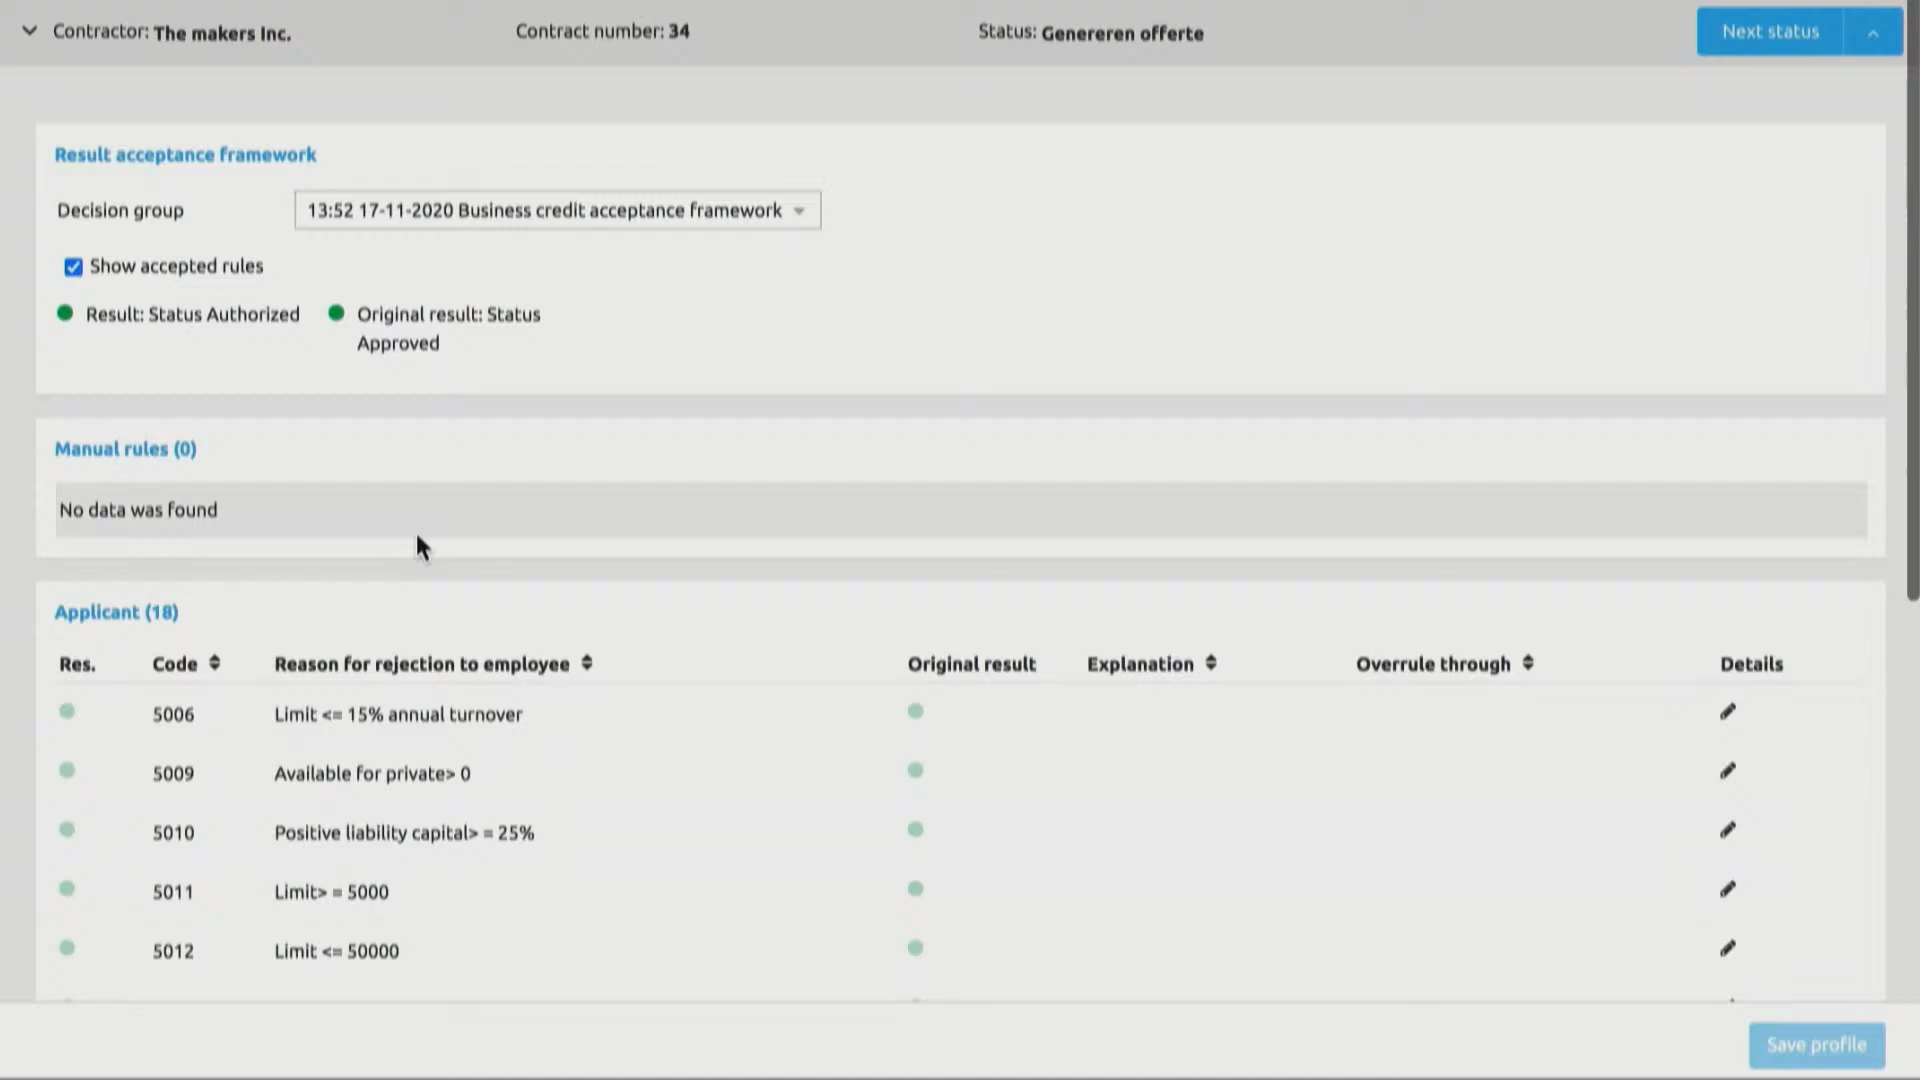 Contractor: The makers Inc. Contract number: 34 Status: Genereren offerte Next status
Result acceptance framework
Decision group 13:52 17-11-2020 Business credit acceptance framework
Show accepted rules
Result: Status Authorized Original result: Status
Approved
Manual rules (0)
No data was found
Applicant (18)
Res. Code Reason for rejection to employee Original result Explanation Overrule through Details
5006 Limit <= 15% annual turnover
5009 Available for private> 0
5010 Positive liability capital> = 25%
5011 Limit> = 5000
5012 Limit <= 50000
Save profile